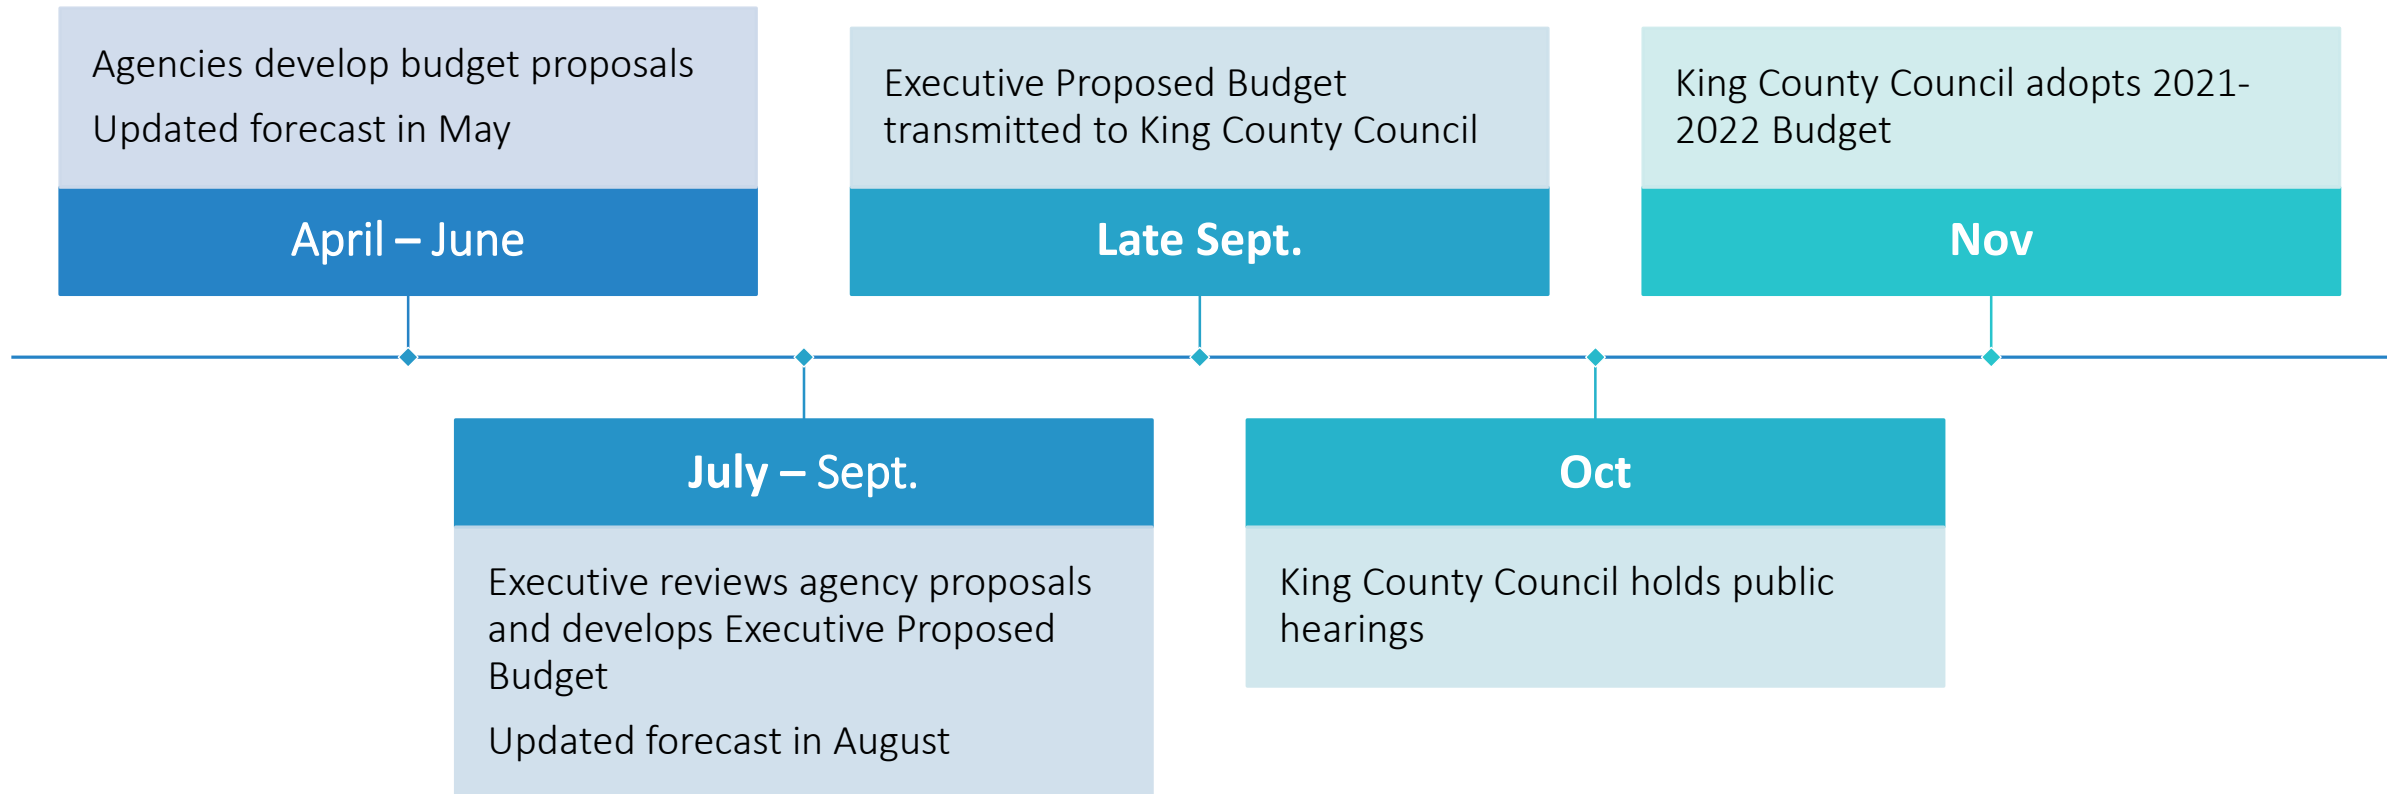 Agencies develop budget proposals
Updated forecast in May
April – June
July – Sept.
Executive reviews agency proposals
and develops Executive Proposed
Budget
Updated forecast in August
Executive Proposed Budget
transmitted to King County Council
Late Sept.
Oct
King County Council holds public
hearings
King County Council adopts 2021-
2022 Budget
Nov